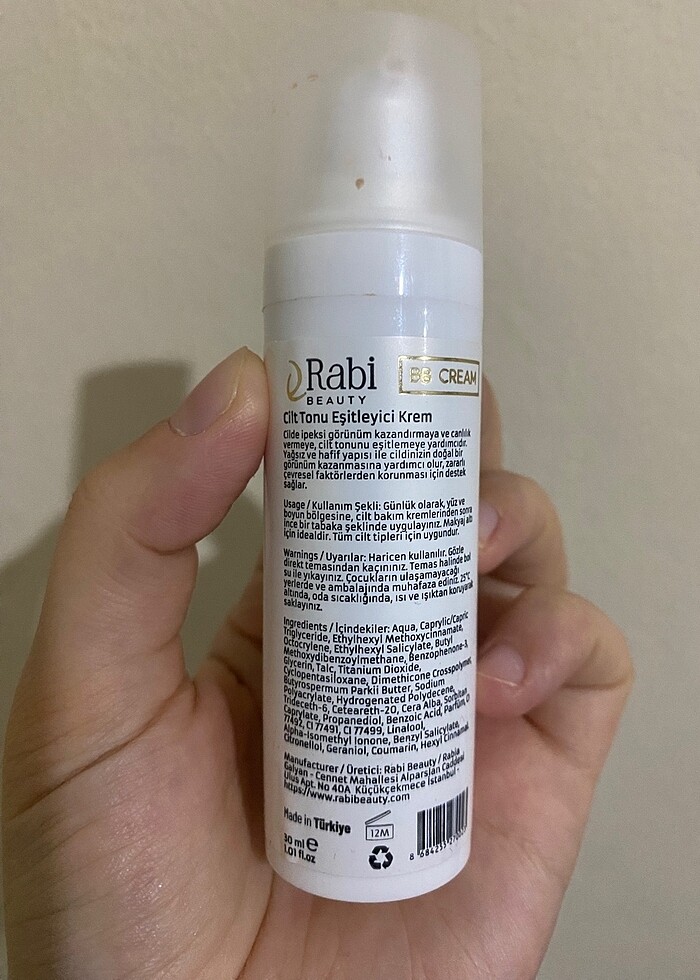 Rabi
BEAUTY
BB CREAM
Cilt Tonu Eşitleyici Krem
Cilde ipeksi görünüm kazandırmaya ve canlılık
vermeye, cilt tonunu eşitlemeye yardımcıdır.
Yağsız ve hafif yapısı ile cildinizin doğal bir
görünüm kazanmasına yardımcı olur, zararlı
çevresel faktörlerden korunması için destek
sağlar.
Usage / Kullanım Şekli: Günlük olarak, yüz ve
boyun bölgesine, cilt bakım kremlerinden sonra
ince bir tabaka şeklinde uygulayınız. Makyaj altı
için idealdir. Tüm cilt tipleri için uygundur.
Warnings / Uyarılar: Haricen kullanılır. Gözle
direkt temasından kaçınınız. Temas halinde bol
su ile yıkayınız. Çocukların ulaşamayacağı
yerlerde ve ambalajında muhafaza ediniz. 25°C
altında, oda sıcaklığında, ısı ve ışıktan koruyarak
saklayınız.
Ingredients / İçindekiler: Aqua, Caprylic/Capric
Triglyceride, Ethylhexyl Methoxycinnamate,
Octocrylene, Ethylhexyl Salicylate, Butyl
Methoxydibenzoylmethane, Benzophenone-3,
Glycerin, Talc, Titanium Dioxide,
Cyclopentasiloxane, Dimethicone Crosspolymer,
Butyrospermum Parkii Butter, Sodium
Polyacrylate, Hydrogenated Polydecene,
Trideceth-6, Ceteareth-20, Cera Alba, Sorbitan
Caprylate, Propanediol, Benzoic Acid, Parfum,
77492, CI 77491, CI 77499, Linalool,
Alpha-Isomethyl Ionone, Benzyl Salicylate,
Citronellol, Geraniol, Coumarin, Hexyl Cinnamal
Manufacturer / Üretici: Rabi Beauty / Rabia
Galyan - Cennet Mahallesi Alparslan Caddesi
Ulus Apt. No 40A Küçükçekmece İstanbul -
https://www.rabibeauty.com
Made in Türkiye
12M
30 ml e
1.01 fl.oz
8 684233